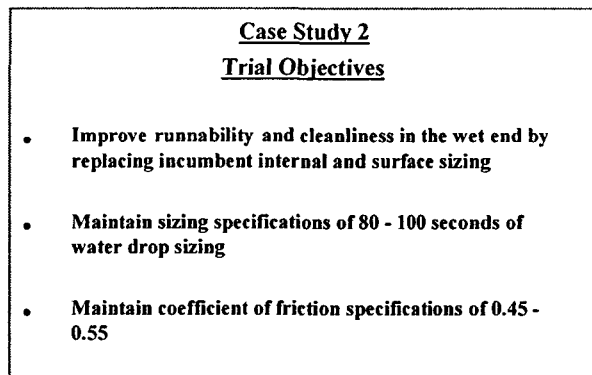 Case Study 2
Trial Objectives
• Improve runnability and cleanliness in the wet end by
replacing incumbent internal and surface sizing
• Maintain sizing specifications of 80 - 100 seconds of
water drop sizing
• Maintain coefficient of friction specifications of 0.45 -
0.55